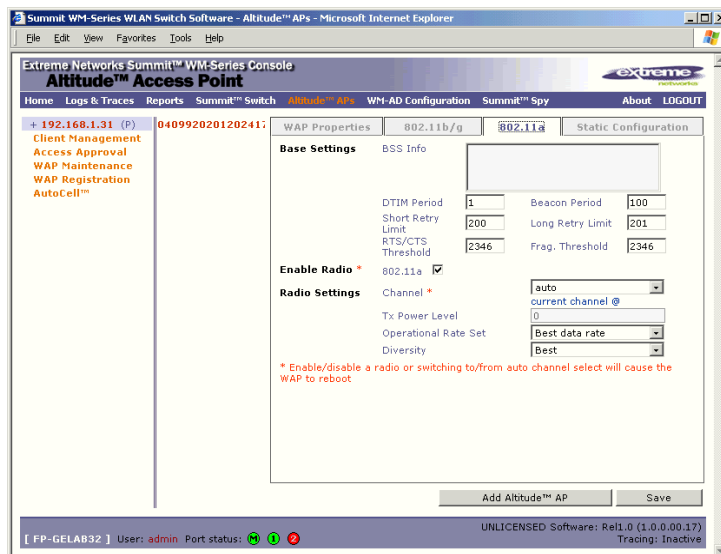 Summit WM-Series WLAN Switch Software - Altitude™ APs - Microsoft Internet Explorer
File Edit View Favorites Tools Help
Extreme Networks Summit™ WM-Series Console
Altitude™ Access Point
extreme
networks
Home Logs & Traces Reports Summit™ Switch Altitude™ APs WM-AD Configuration Summit™ Spy About LOGOUT
+ 192.168.1.31 (P)
Client Management
Access Approval
WAP Maintenance
WAP Registration
AutoCell™
0409920201202417
WAP Properties 802.11b/g 802.11a Static Configuration
Base Settings BSS Info
DTIM Period 1 Beacon Period 100
Short Retry Limit 200 Long Retry Limit 201
RTS/CTS Threshold 2346 Frag. Threshold 2346
Enable Radio * 802.11a
Radio Settings Channel * auto
current channel @
Tx Power Level 0
Operational Rate Set Best data rate
Diversity Best
* Enable/disable a radio or switching to/from auto channel select will cause the
WAP to reboot
Add Altitude™ AP Save
[ FP-GELAB32 ] User: admin Port status: M 1 2
UNLICENSED Software: Rel1.0 (1.0.0.00.17)
Tracing: Inactive